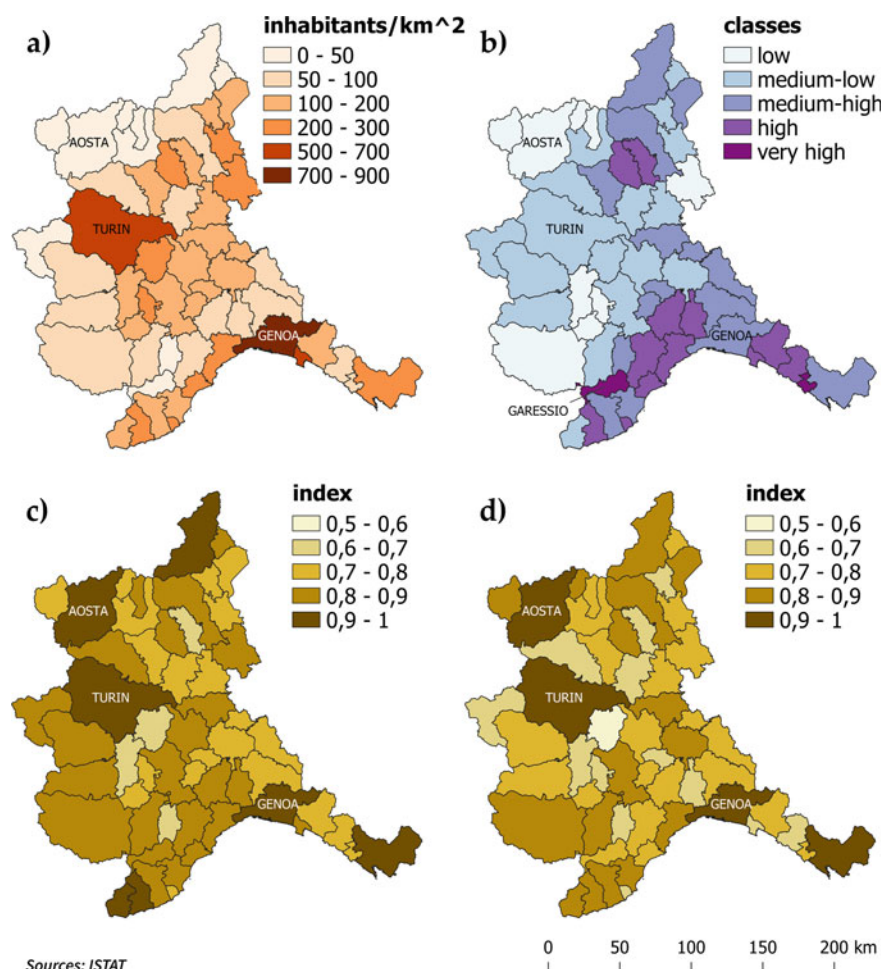 a)
inhabitants/km^2
0 - 50
50 - 100
100 - 200
200 - 300
500 - 700
700 - 900
AOSTA
TURIN
GENOA
b)
classes
low
medium-low
medium-high
high
very high
AOSTA
TURIN
GENOA
GARESSIO
c)
index
0,5 - 0,6
0,6 - 0,7
0,7 - 0,8
0,8 - 0,9
0,9 - 1
AOSTA
TURIN
GENOA
d)
index
0,5 - 0,6
0,6 - 0,7
0,7 - 0,8
0,8 - 0,9
0,9 - 1
AOSTA
TURIN
GENOA
Sources: ISTAT
0 50 100 150 200 km